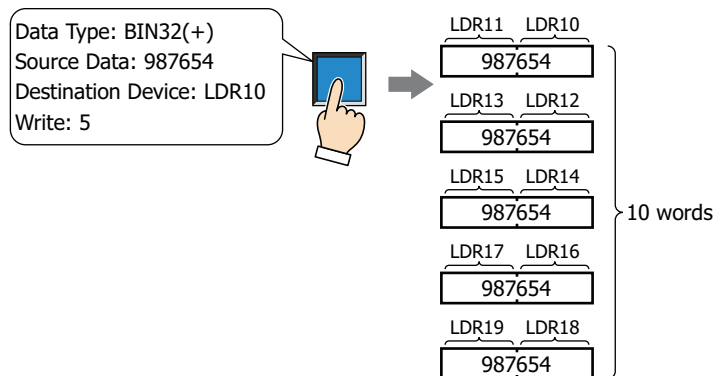 Data Type: BIN32(+)
Source Data: 987654
Destination Device: LDR10
Write: 5
LDR11 LDR10
987654
LDR13 LDR12
987654
LDR15 LDR14
987654
10 words
LDR17 LDR16
987654
LDR19 LDR18
987654